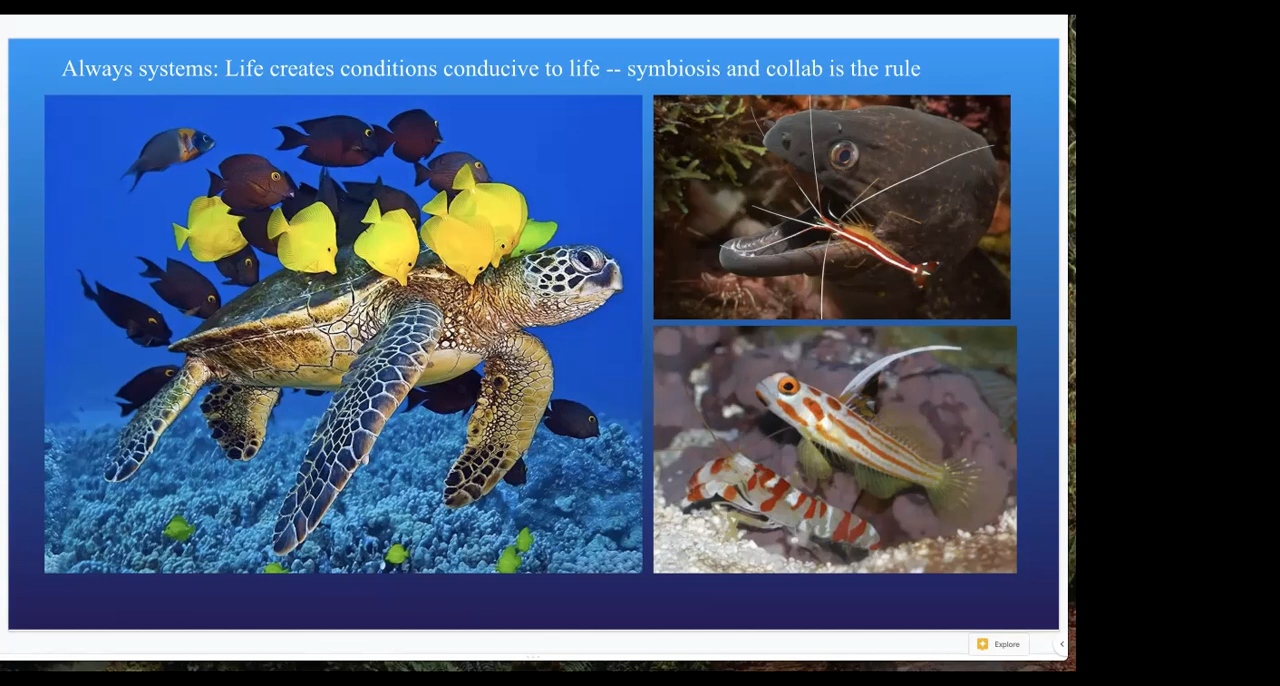 Always systems: Life creates conditions conducive to life -- symbiosis and collab is the rule
Explore